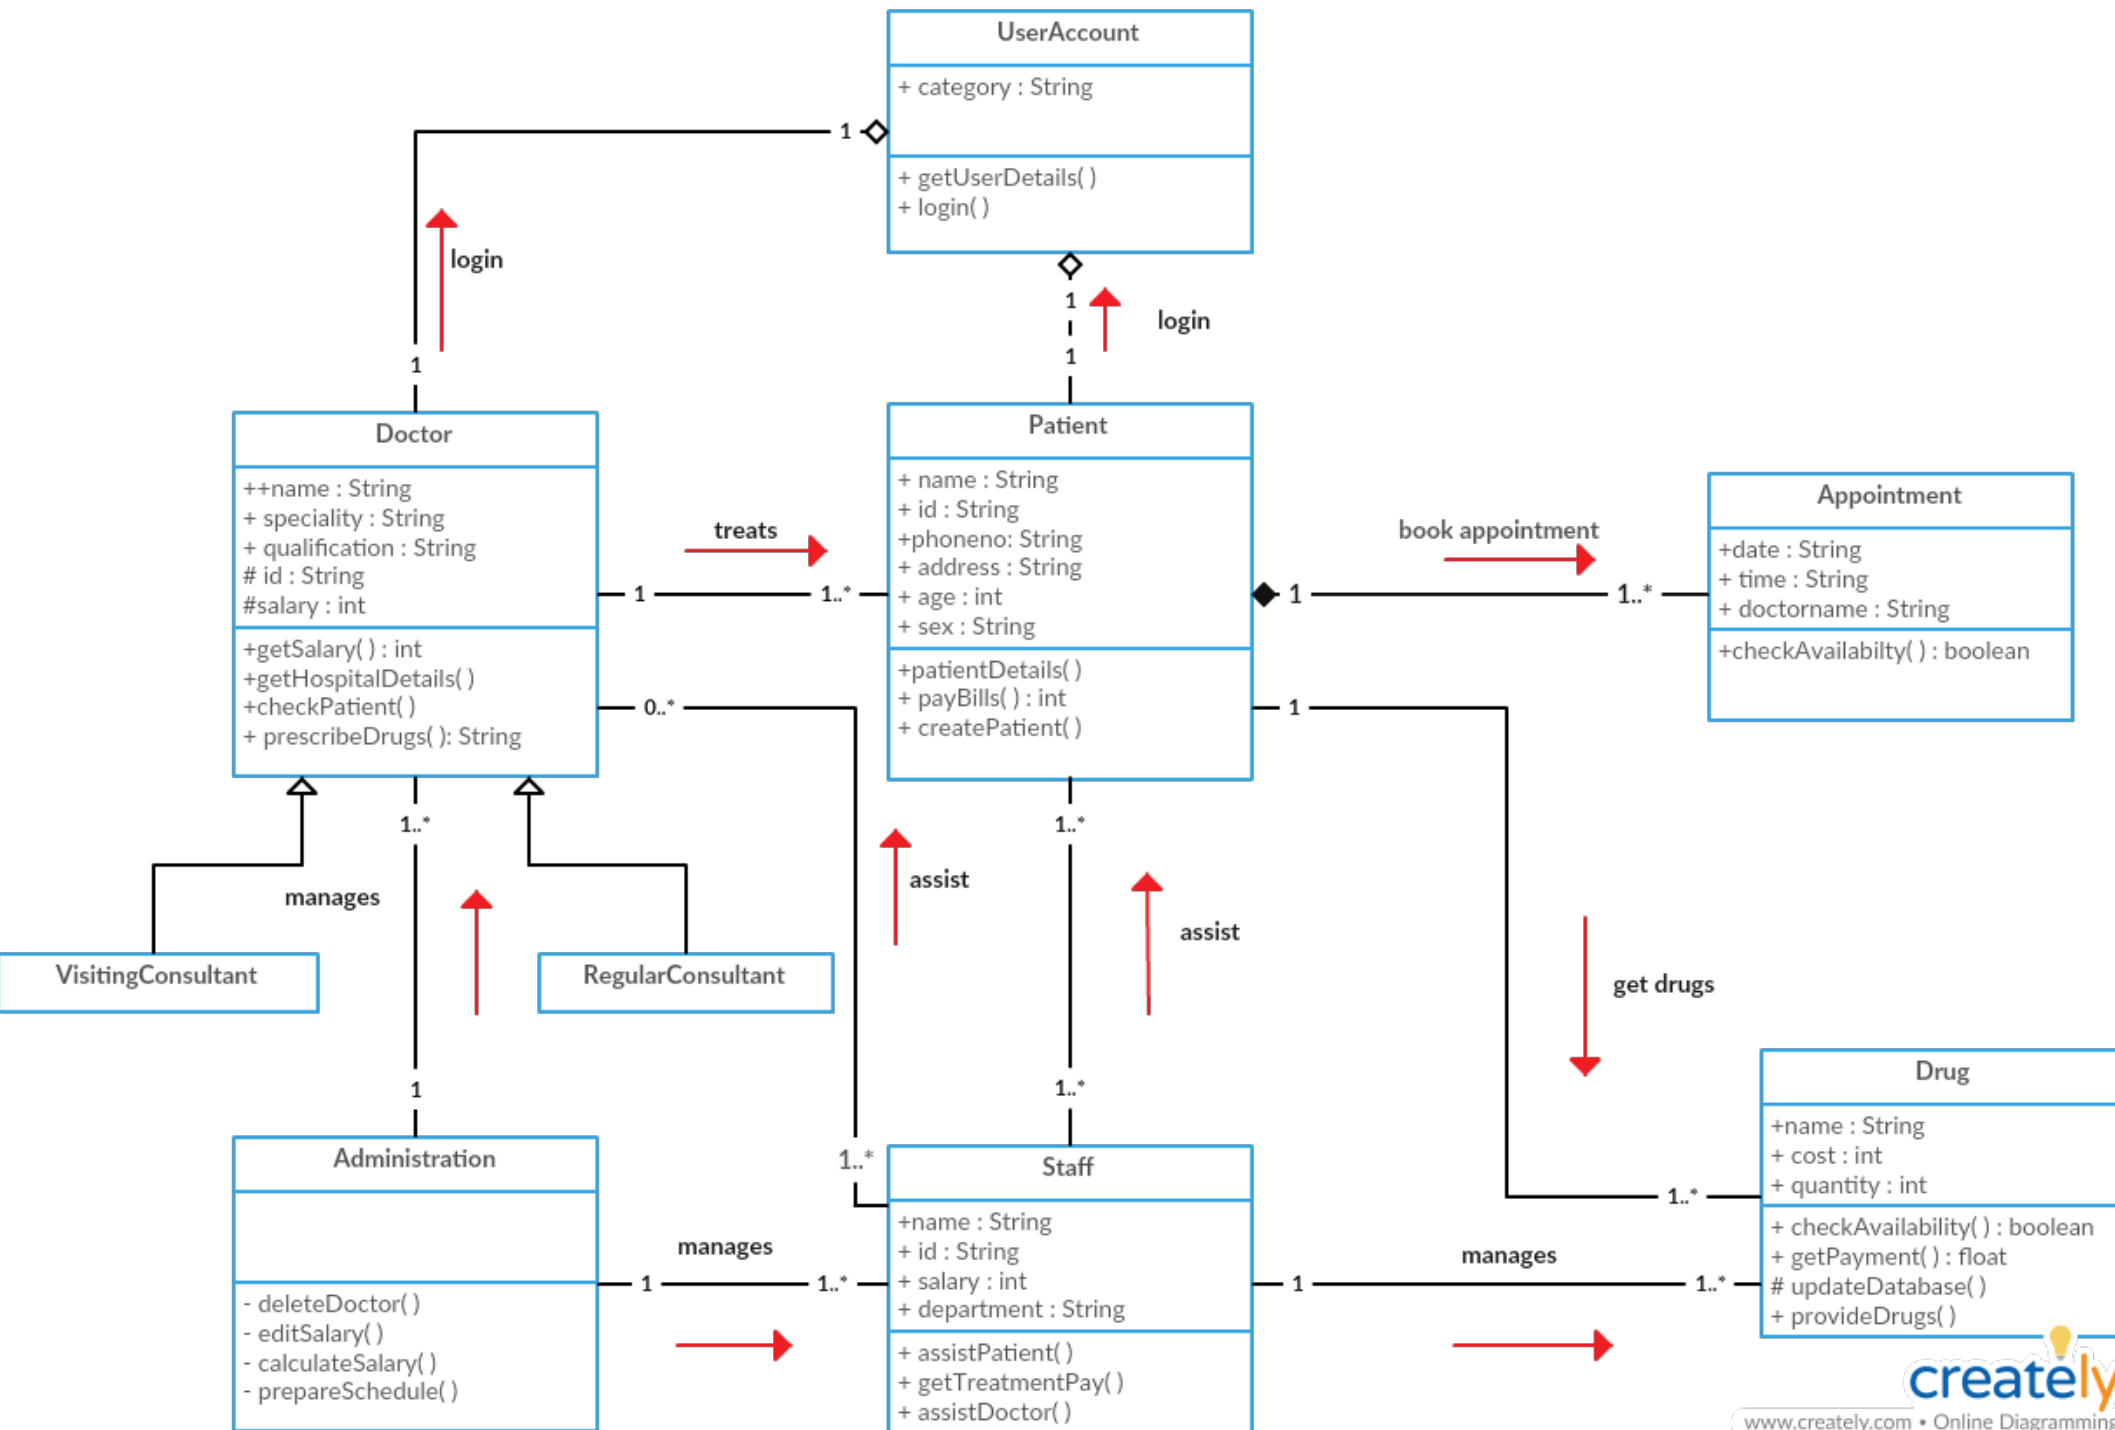 UserAccount
+ category : String
+ getUserDetails( )
+ login( )
1
login
1
1
login
1
Doctor
++name : String
+ speciality : String
+ qualification : String
# id : String
#salary : int
+getSalary( ) : int
+getHospitalDetails( )
+checkPatient( )
+ prescribeDrugs( ): String
treats
1
1..*
Patient
+ name : String
+ id : String
+phoneno: String
+ address : String
+ age : int
+ sex : String
+patientDetails( )
+ payBills( ) : int
+ createPatient( )
book appointment
1
1..*
Appointment
+date : String
+ time : String
+ doctorname : String
+checkAvailabilty( ) : boolean
0..*
1
1..*
1..*
manages
assist
assist
VisitingConsultant
RegularConsultant
get drugs
1
1..*
1..*
1..*
Administration
- deleteDoctor( )
- editSalary( )
- calculateSalary( )
- prepareSchedule( )
manages
1
1..*
Staff
+name : String
+ id : String
+ salary : int
+ department : String
+ assistPatient( )
+ getTreatmentPay( )
+ assistDoctor( )
manages
1
1..*
Drug
+name : String
+ cost : int
+ quantity : int
+ checkAvailability( ) : boolean
+ getPayment( ) : float
# updateDatabase( )
+ provideDrugs( )
creately
www.creately.com • Online Diagramming